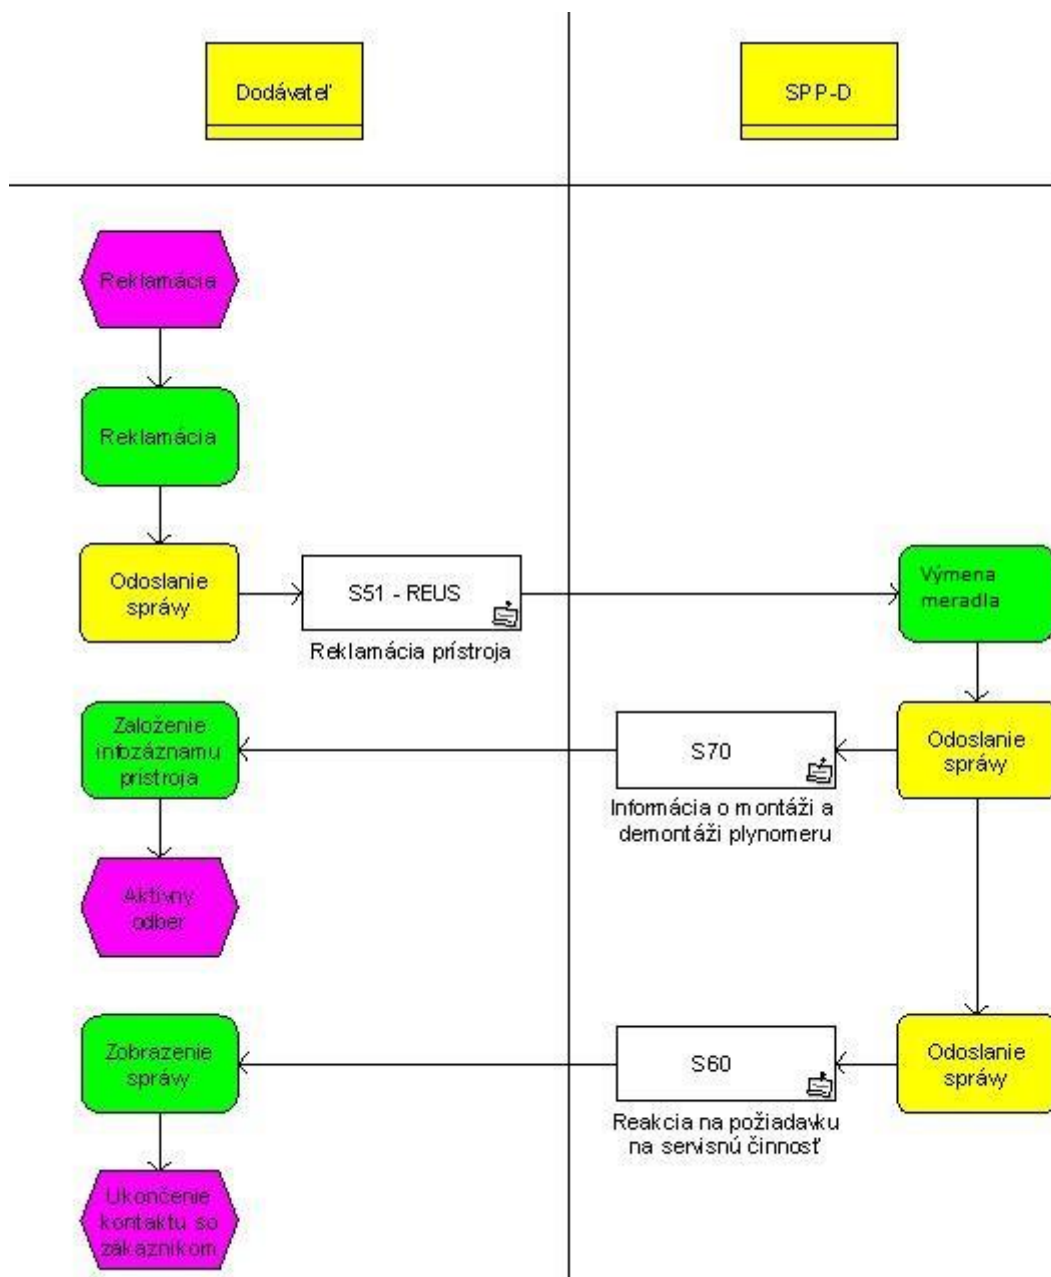 Dodávateľ
SPP-D
Reklamácia
Reklamácia
Odoslanie
správy
S51 - REUS
Reklamácia prístroja
Výmena
meradla
Založenie
infozáznamu
prístroja
S70
Informácia o montáži a
demontáži plynomeru
Odoslanie
správy
Aktívny
odber
Zobrazenie
správy
S60
Reakcia na požiadavku
na servisnú činnosť
Odoslanie
správy
Ukončenie
kontaktu so
zákazníkom